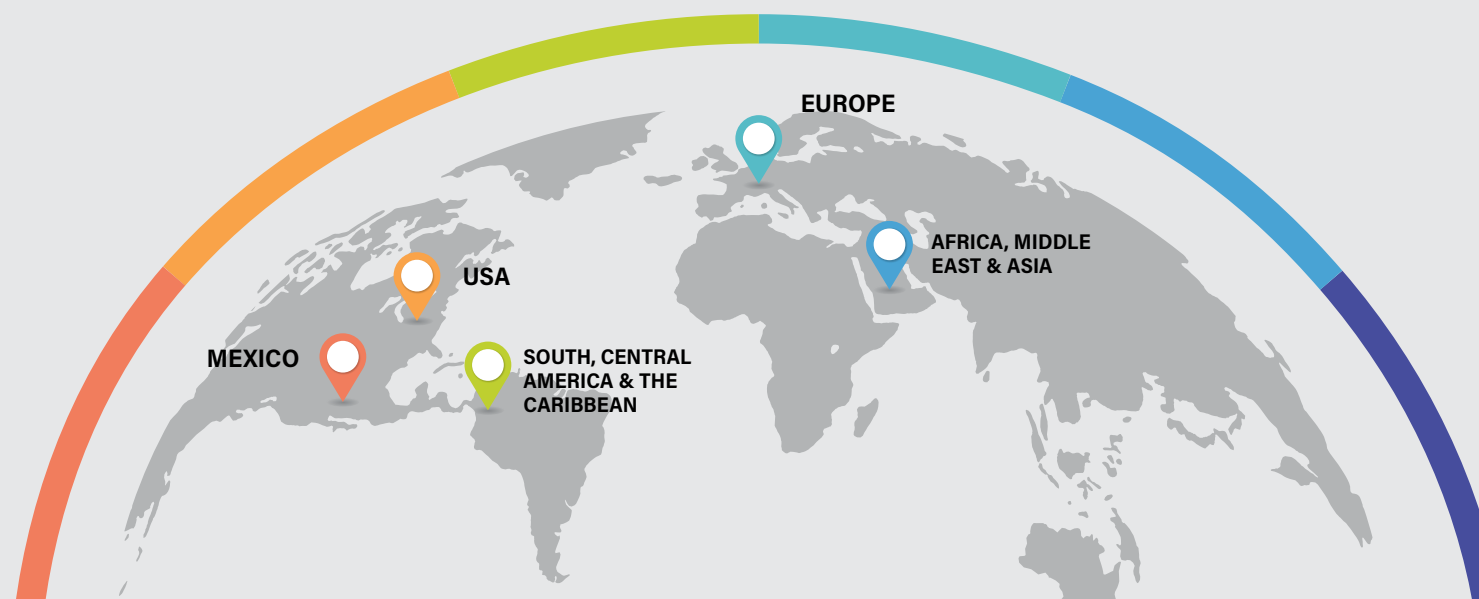 EUROPE
AFRICA, MIDDLE
EAST & ASIA
USA
MEXICO
SOUTH, CENTRAL
AMERICA & THE
CARIBBEAN